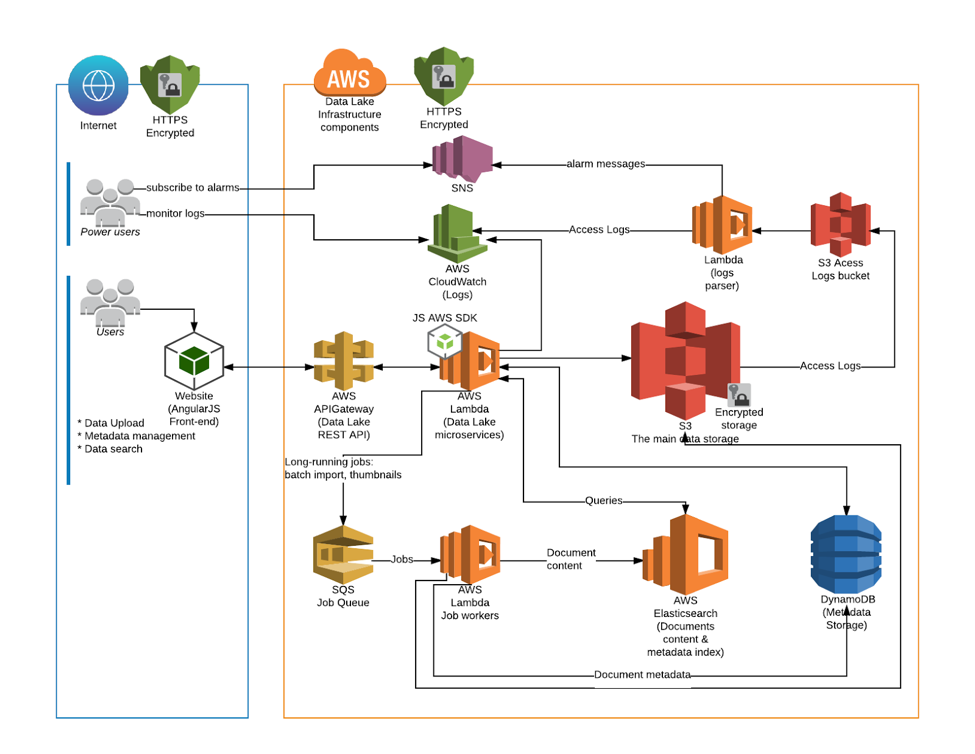 Internet
HTTPS
Encrypted
AWS
Data Lake
Infrastructure
components
HTTPS
Encrypted
subscribe to alarms
SNS
alarm messages
Power users
monitor logs
AWS
CloudWatch
(Logs)
Access Logs
Lambda
(logs
parser)
S3 Acess
Logs bucket
Users
Website
(AngularJS
Front-end)
* Data Upload
* Metadata management
* Data search
AWS
APIGateway
(Data Lake
REST API)
JS AWS SDK
AWS
Lambda
(Data Lake
microservices)
Access Logs
Encrypted
storage
S3
The main data storage
Long-running jobs:
batch import, thumbnails
Queries
SQS
Job Queue
Jobs
AWS
Lambda
Job workers
Document
content
AWS
Elasticsearch
(Documents
content &
metadata index)
DynamoDB
(Metadata
Storage)
Document metadata